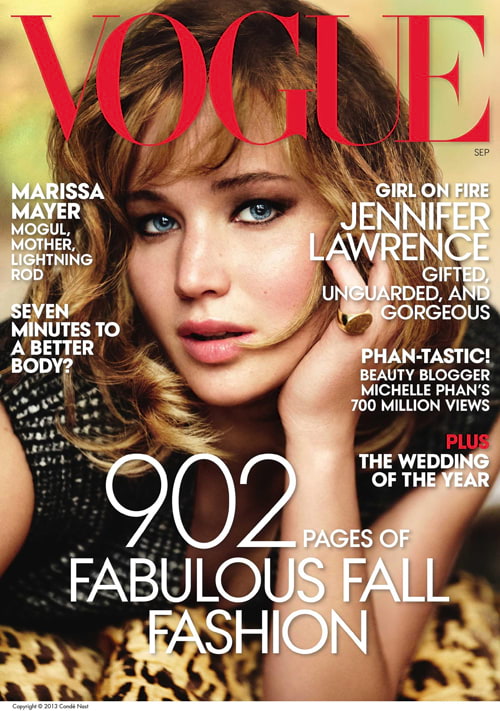 VOGUE
SEP
MARISSA
MAYER
MOGUL,
MOTHER,
LIGHTNING
ROD
SEVEN
MINUTES TO
A BETTER
BODY?
GIRL ON FIRE
JENNIFER
LAWRENCE
GIFTED,
UNGUARDED, AND
GORGEOUS
PHAN-TASTIC!
BEAUTY BLOGGER
MICHELLE PHAN'S
700 MILLION VIEWS
PLUS
THE WEDDING
OF THE YEAR
902 PAGES OF
FABULOUS FALL
FASHION
Copyright © 2013 Condé Nast